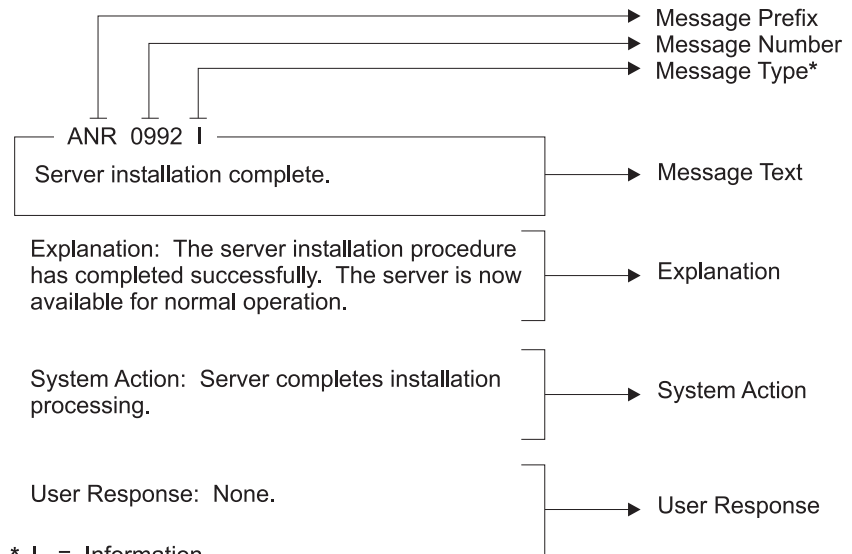 Message Prefix
Message Number
Message Type*
ANR 0992 I
Server installation complete.
Message Text
Explanation: The server installation procedure
has completed successfully. The server is now
available for normal operation.
Explanation
System Action: Server completes installation
processing.
System Action
User Response: None.
User Response
* I = Information